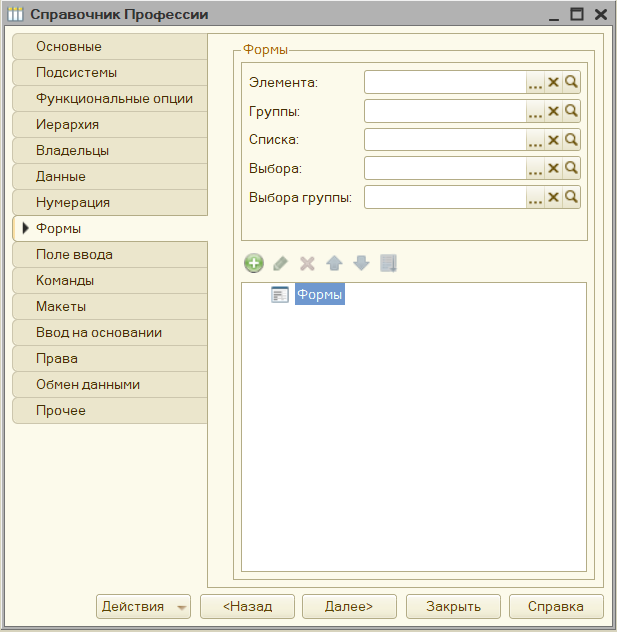 Справочник Профессии
Основные
Подсистемы
Функциональные опции
Иерархия
Владельцы
Данные
Нумерация
Формы
Поле ввода
Команды
Макеты
Ввод на основании
Права
Обмен данными
Прочее
Формы
Элемента:
Группы:
Списка:
Выбора:
Выбора группы:
Формы
Действия
<Назад
Далее>
Закрыть
Справка